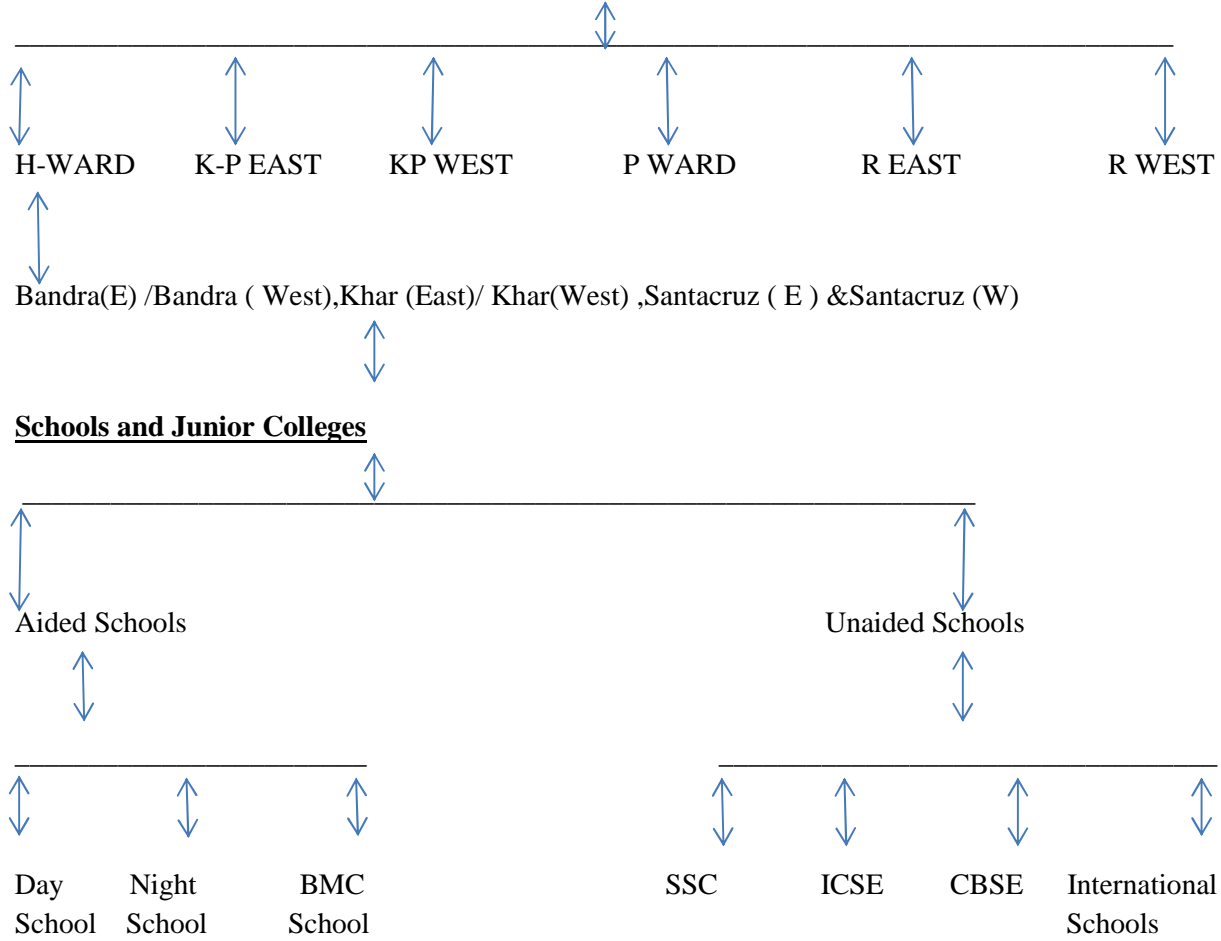 H-WARD K-P EAST KP WEST P WARD R EAST R WEST
Bandra(E) /Bandra ( West),Khar (East)/ Khar(West) ,Santacruz ( E ) &Santacruz (W)
Schools and Junior Colleges
Aided Schools Unaided Schools
Day Night BMC SSC ICSE CBSE International
School School School Schools